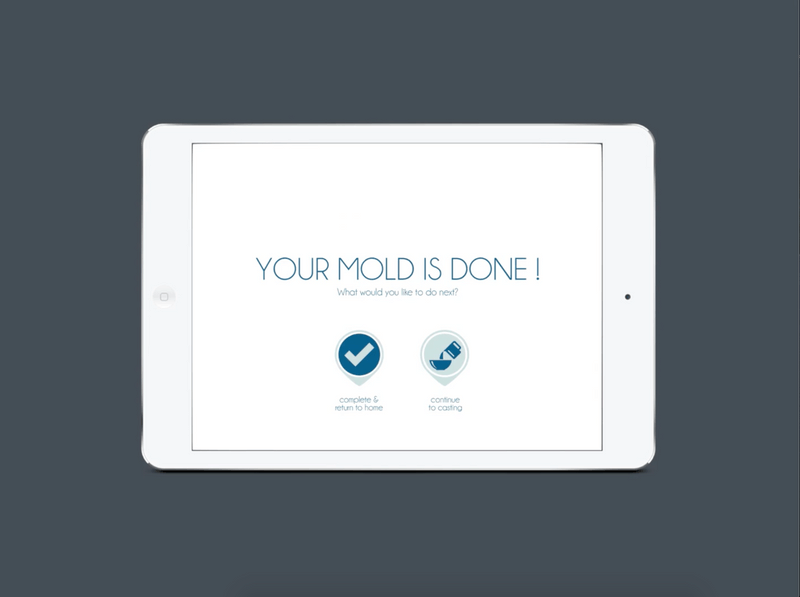 YOUR MOLD IS DONE !
What would you like to do next?
complete &
return to home
continue
to casting